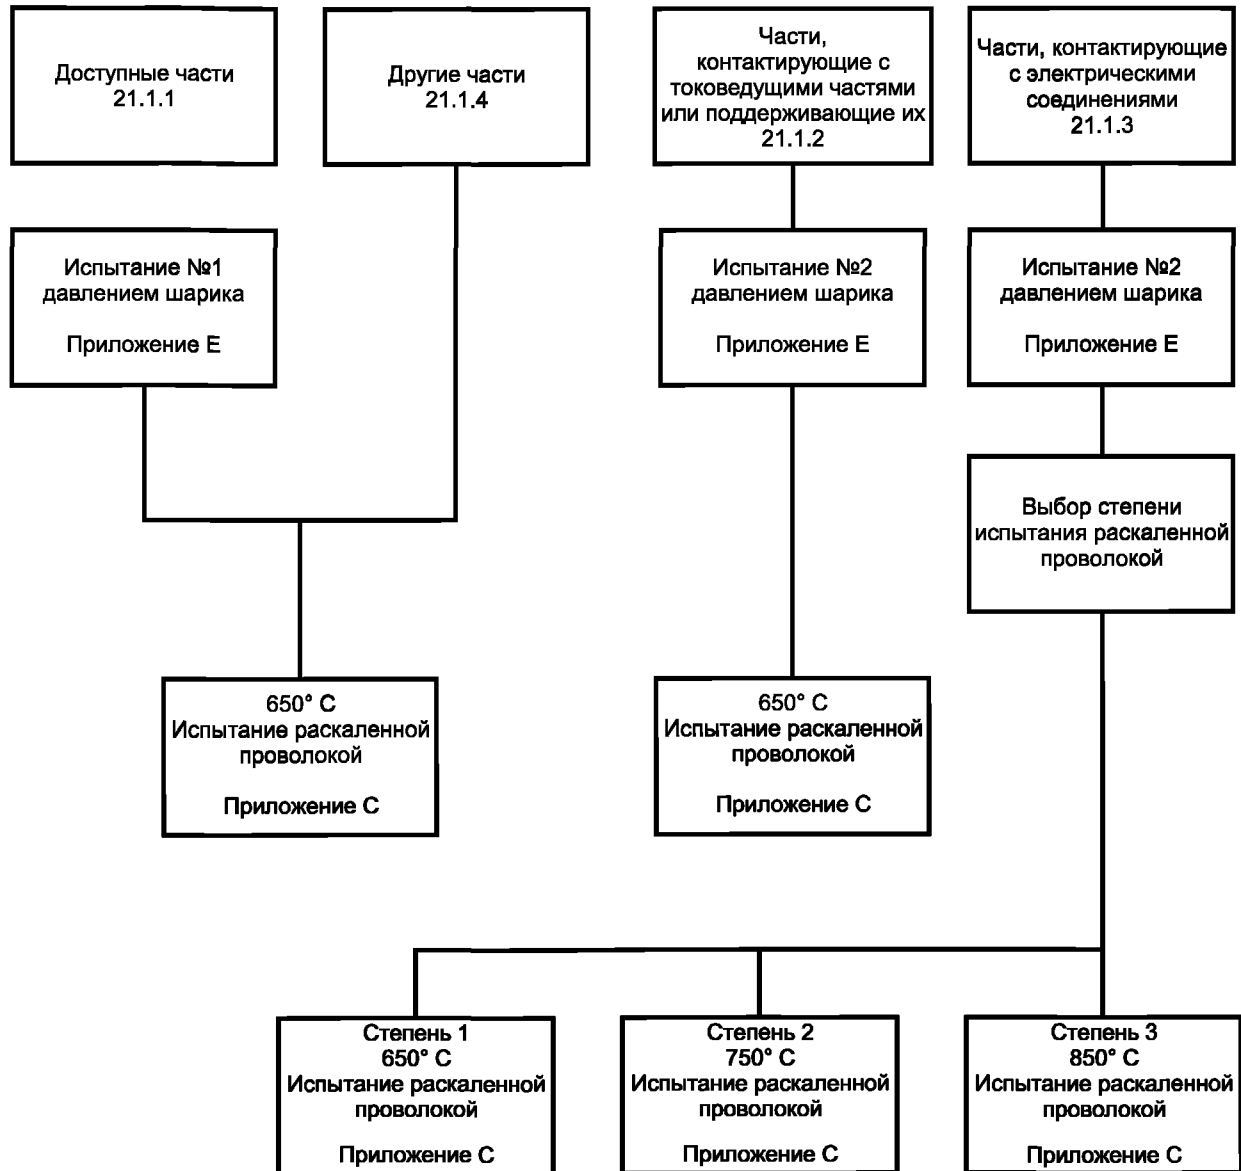 Доступные части
21.1.1
Другие части
21.1.4
Части,
контактирующие с
токоведущими частями
или поддерживающие их
21.1.2
Части, контактирующие
с электрическими
соединениями
21.1.3
Испытание №1
давлением шарика
Приложение Е
Испытание №2
давлением шарика
Приложение Е
Испытание №2
давлением шарика
Приложение Е
Выбор степени
испытания раскаленной
проволокой
650° С
Испытание раскаленной
проволокой
Приложение С
650° С
Испытание раскаленной
проволокой
Приложение С
Степень 1
650° С
Испытание раскаленной
проволокой
Приложение С
Степень 2
750° С
Испытание раскаленной
проволокой
Приложение С
Степень 3
850° С
Испытание раскаленной
проволокой
Приложение С